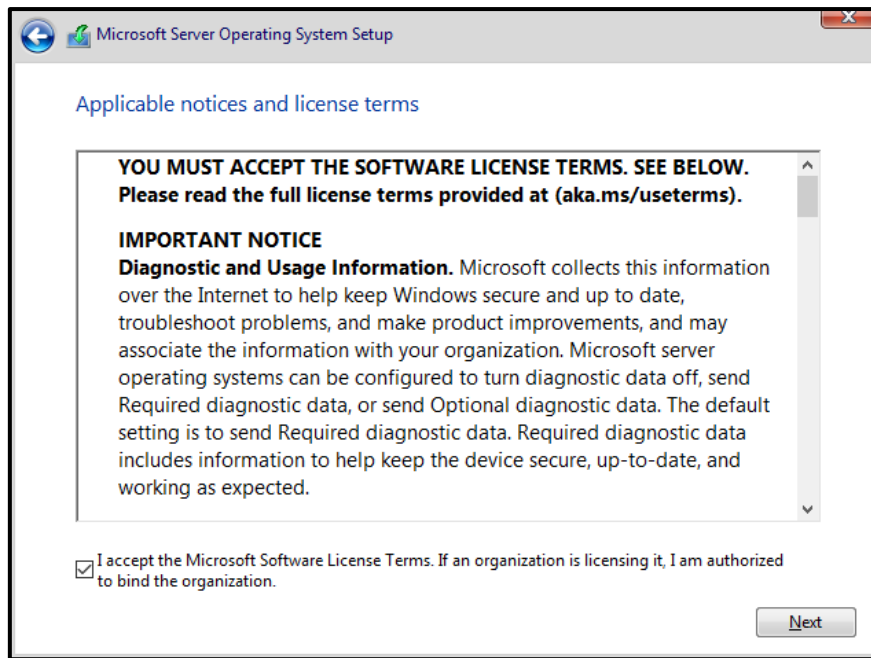 Microsoft Server Operating System Setup
Applicable notices and license terms
YOU MUST ACCEPT THE SOFTWARE LICENSE TERMS. SEE BELOW.
Please read the full license terms provided at (aka.ms/useterms).
IMPORTANT NOTICE
Diagnostic and Usage Information. Microsoft collects this information
over the Internet to help keep Windows secure and up to date,
troubleshoot problems, and make product improvements, and may
associate the information with your organization. Microsoft server
operating systems can be configured to turn diagnostic data off, send
Required diagnostic data, or send Optional diagnostic data. The default
setting is to send Required diagnostic data. Required diagnostic data
includes information to help keep the device secure, up-to-date, and
working as expected.
I accept the Microsoft Software License Terms. If an organization is licensing it, I am authorized
to bind the organization.
Next